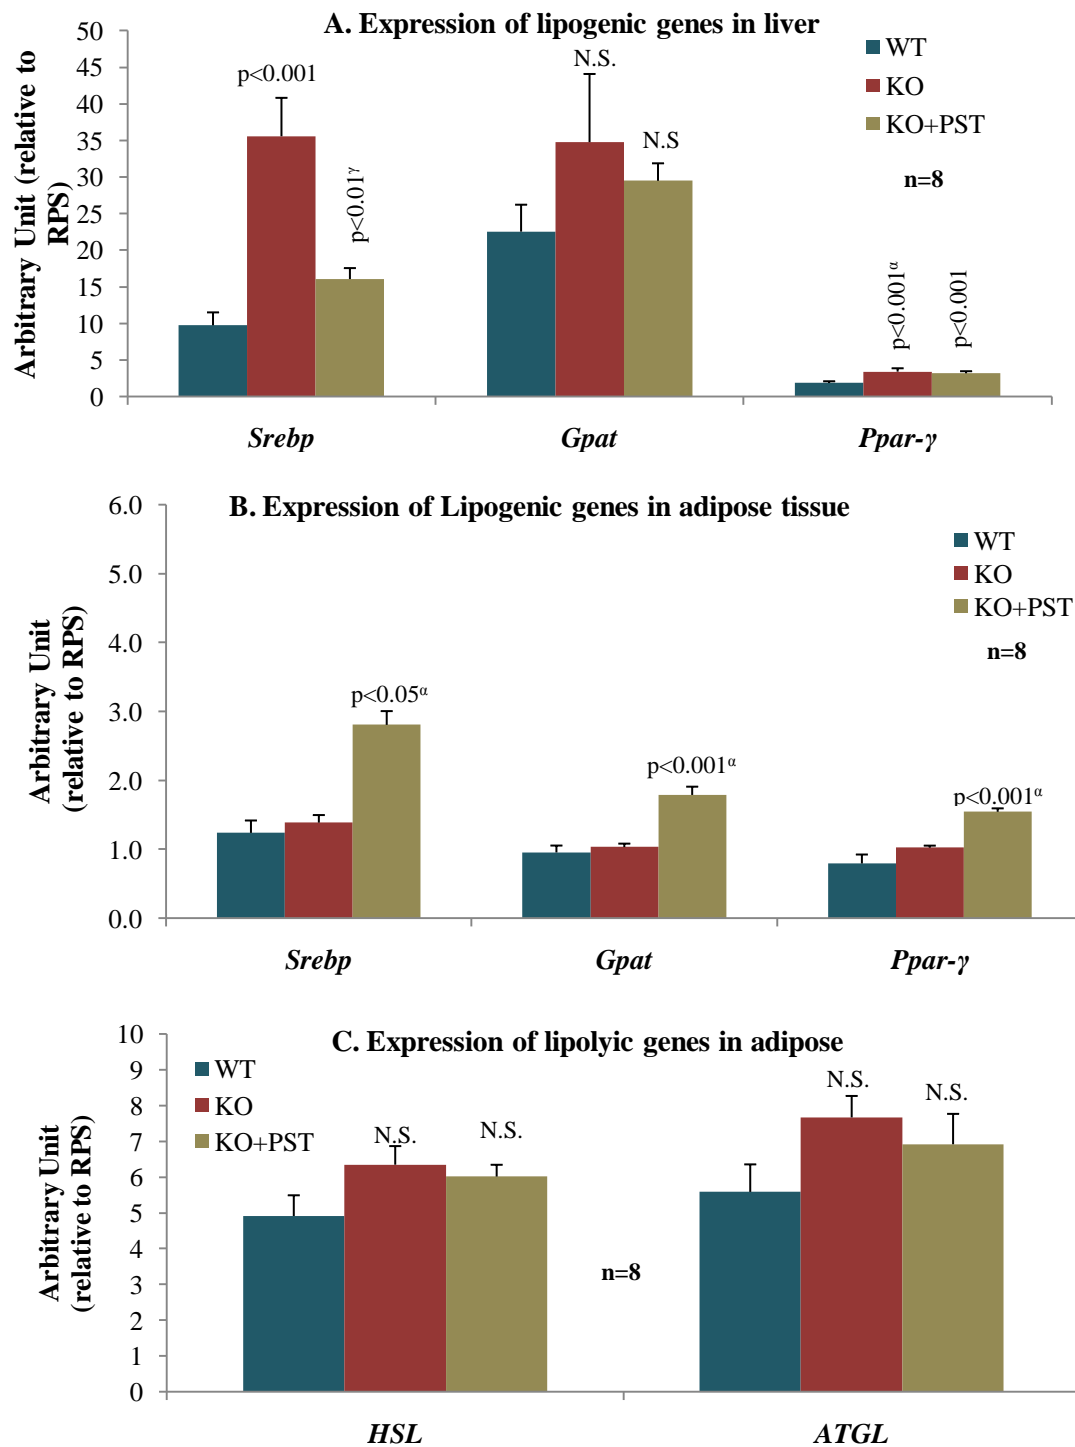 A. Expression of lipogenic genes in liver
Arbitrary Unit (relative to
RPS)
50
45
40
35
30
25
20
15
10
5
0
p<0.001
p<0.01ᵞ
N.S.
N.S
p<0.001ᵅ
p<0.001
WT
KO
KO+PST
n=8
Srebp
Gpat
Ppar-γ
B. Expression of Lipogenic genes in adipose tissue
Arbitrary Unit
(relative to RPS)
6.0
5.0
4.0
3.0
2.0
1.0
0.0
p<0.05ᵅ
p<0.001ᵅ
p<0.001ᵅ
WT
KO
KO+PST
n=8
Srebp
Gpat
Ppar-γ
C. Expression of lipolyic genes in adipose
Arbitrary Unit
(relative to RPS)
10
9
8
7
6
5
4
3
2
1
0
WT
KO
KO+PST
N.S.
N.S.
N.S.
N.S.
n=8
HSL
ATGL